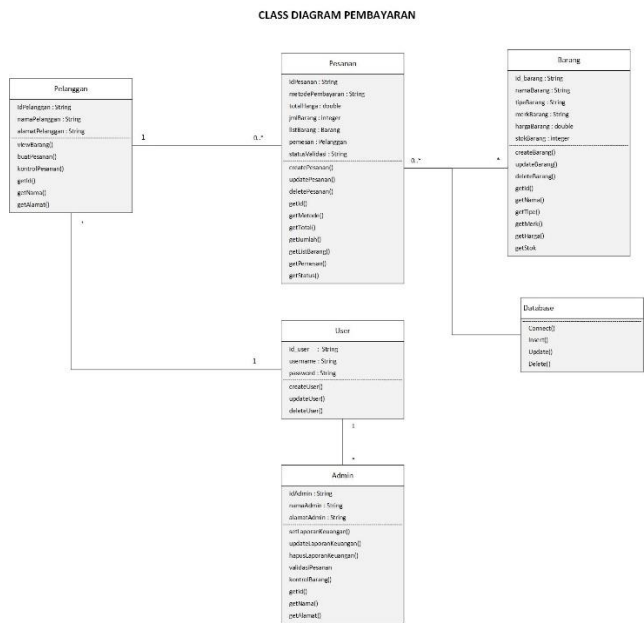 CLASS DIAGRAM PEMBAYARAN
Pelanggan
idPelanggan : String
namaPelanggan : String
alamatPelanggan : String
viewBarang()
buatPesanan()
kontrolPesanan()
getId()
getNama()
getAlamat()
1
0..*
Pesanan
idPesanan : String
metodePembayaran : String
totalHarga : double
jmlBarang : integer
listBarang : Barang
pemesan : Pelanggan
statusValidasi : String
createPesanan()
updatePesanan()
deletePesanan()
getId()
getMetode()
getTotal()
getJumlah()
getListBarang()
getPemesan()
getStatus()
0..*
*
Barang
id_barang : String
namaBarang : String
tipeBarang : String
merkBarang : String
hargaBarang : double
stokBarang : integer
createBarang()
updateBarang()
deleteBarang()
getId()
getNama()
getTipe()
getMerk()
getHarga()
getStok
Database
Connect()
Insert()
Update()
Delete()
*
1
User
id_user : String
username : String
password : String
createUser()
updateUser()
deleteUser()
1
*
Admin
idAdmin : String
namaAdmin : String
alamatAdmin : String
setLaporanKeuangan()
updateLaporanKeuangan()
hapusLaporanKeuangan()
validasiPesanan
kontrolBarang()
getId()
getNama()
getAlamat()